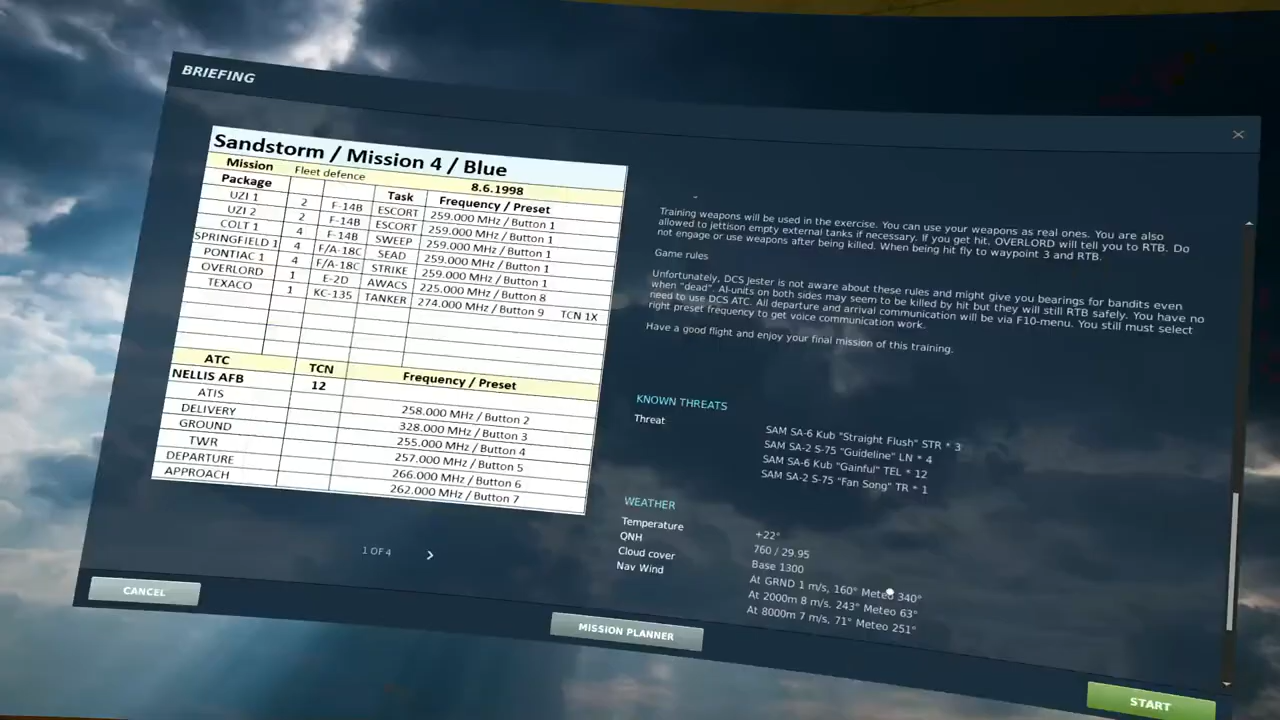 BRIEFING
Sandstorm / Mission 4 / Blue
Mission Fleet defence 8.6.1998
Package Task Frequency / Preset
UZI 1 2 F-14B ESCORT 259.000 MHz / Button 1
UZI 2 2 F-14B ESCORT 259.000 MHz / Button 1
COLT 1 4 F-14B SWEEP 259.000 MHz / Button 1
SPRINGFIELD 1 4 F/A-18C SEAD 259.000 MHz / Button 1
PONTIAC 1 4 F/A-18C STRIKE 259.000 MHz / Button 1
OVERLORD 1 E-2D AWACS 225.000 MHz / Button 8
TEXACO 1 KC-135 TANKER 274.000 MHz / Button 9 TCN 1X
ATC TCN Frequency / Preset
NELLIS AFB 12
ATIS 258.000 MHz / Button 2
DELIVERY 328.000 MHz / Button 3
GROUND 255.000 MHz / Button 4
TWR 257.000 MHz / Button 5
DEPARTURE 266.000 MHz / Button 6
APPROACH 262.000 MHz / Button 7
1 OF 4
Training weapons will be used in the exercise. You can use your weapons as real ones. You are also
allowed to jettison empty external tanks if necessary. If you get hit, OVERLORD will tell you to RTB. Do
not engage or use weapons after being killed. When being hit fly to waypoint 3 and RTB.
Game rules
Unfortunately, DCS Jester is not aware about these rules and might give you bearings for bandits even
when "dead". AI-units on both sides may seem to be killed by hit but they will still RTB safely. You have no
need to use DCS ATC. All departure and arrival communication will be via F10-menu. You still must select
right preset frequency to get voice communication work.
Have a good flight and enjoy your final mission of this training.
KNOWN THREATS
Threat
SAM SA-6 Kub "Straight Flush" STR * 3
SAM SA-2 S-75 "Guideline" LN * 4
SAM SA-6 Kub "Gainful" TEL * 12
SAM SA-2 S-75 "Fan Song" TR * 1
WEATHER
Temperature +22°
QNH 760 / 29.95
Cloud cover Base 1300
Nav Wind At GRND 1 m/s, 160° Meteo 340°
At 2000m 8 m/s, 243° Meteo 63°
At 8000m 7 m/s, 71° Meteo 251°
CANCEL
MISSION PLANNER
START